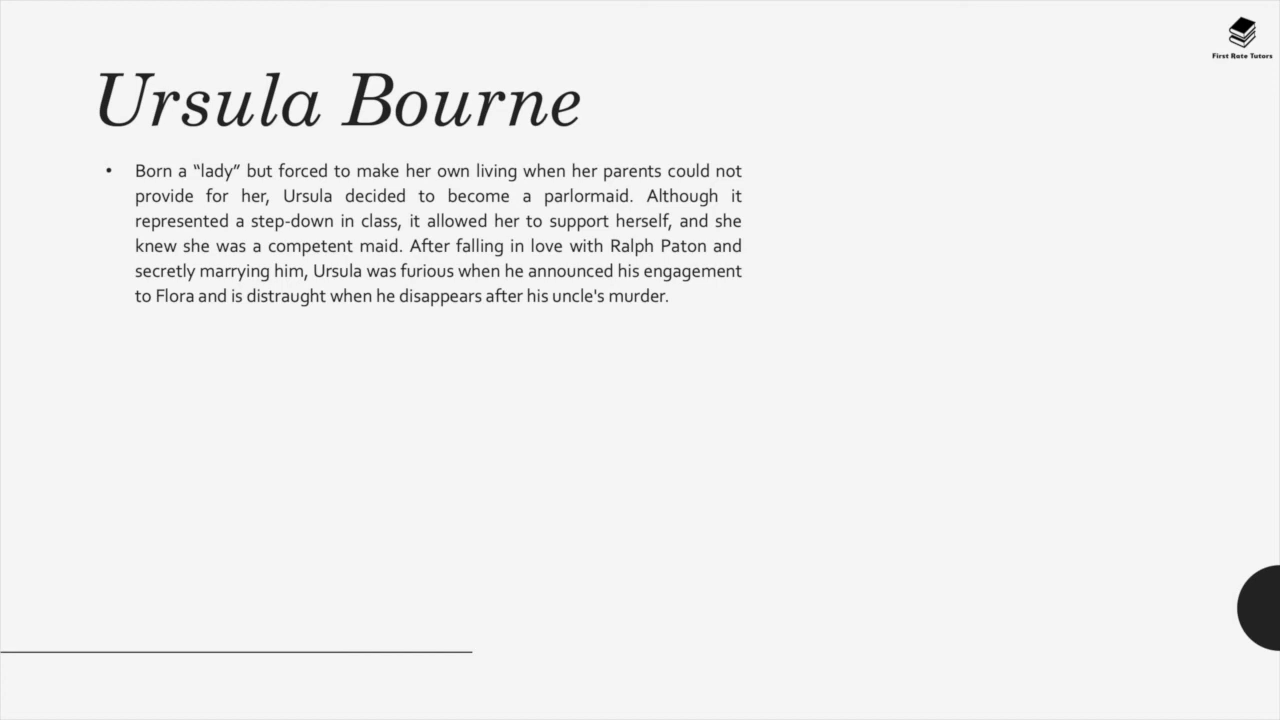 First Rate Tutors
Ursula Bourne
• Born a “lady” but forced to make her own living when her parents could not
provide for her, Ursula decided to become a parlormaid. Although it
represented a step-down in class, it allowed her to support herself, and she
knew she was a competent maid. After falling in love with Ralph Paton and
secretly marrying him, Ursula was furious when he announced his engagement
to Flora and is distraught when he disappears after his uncle's murder.